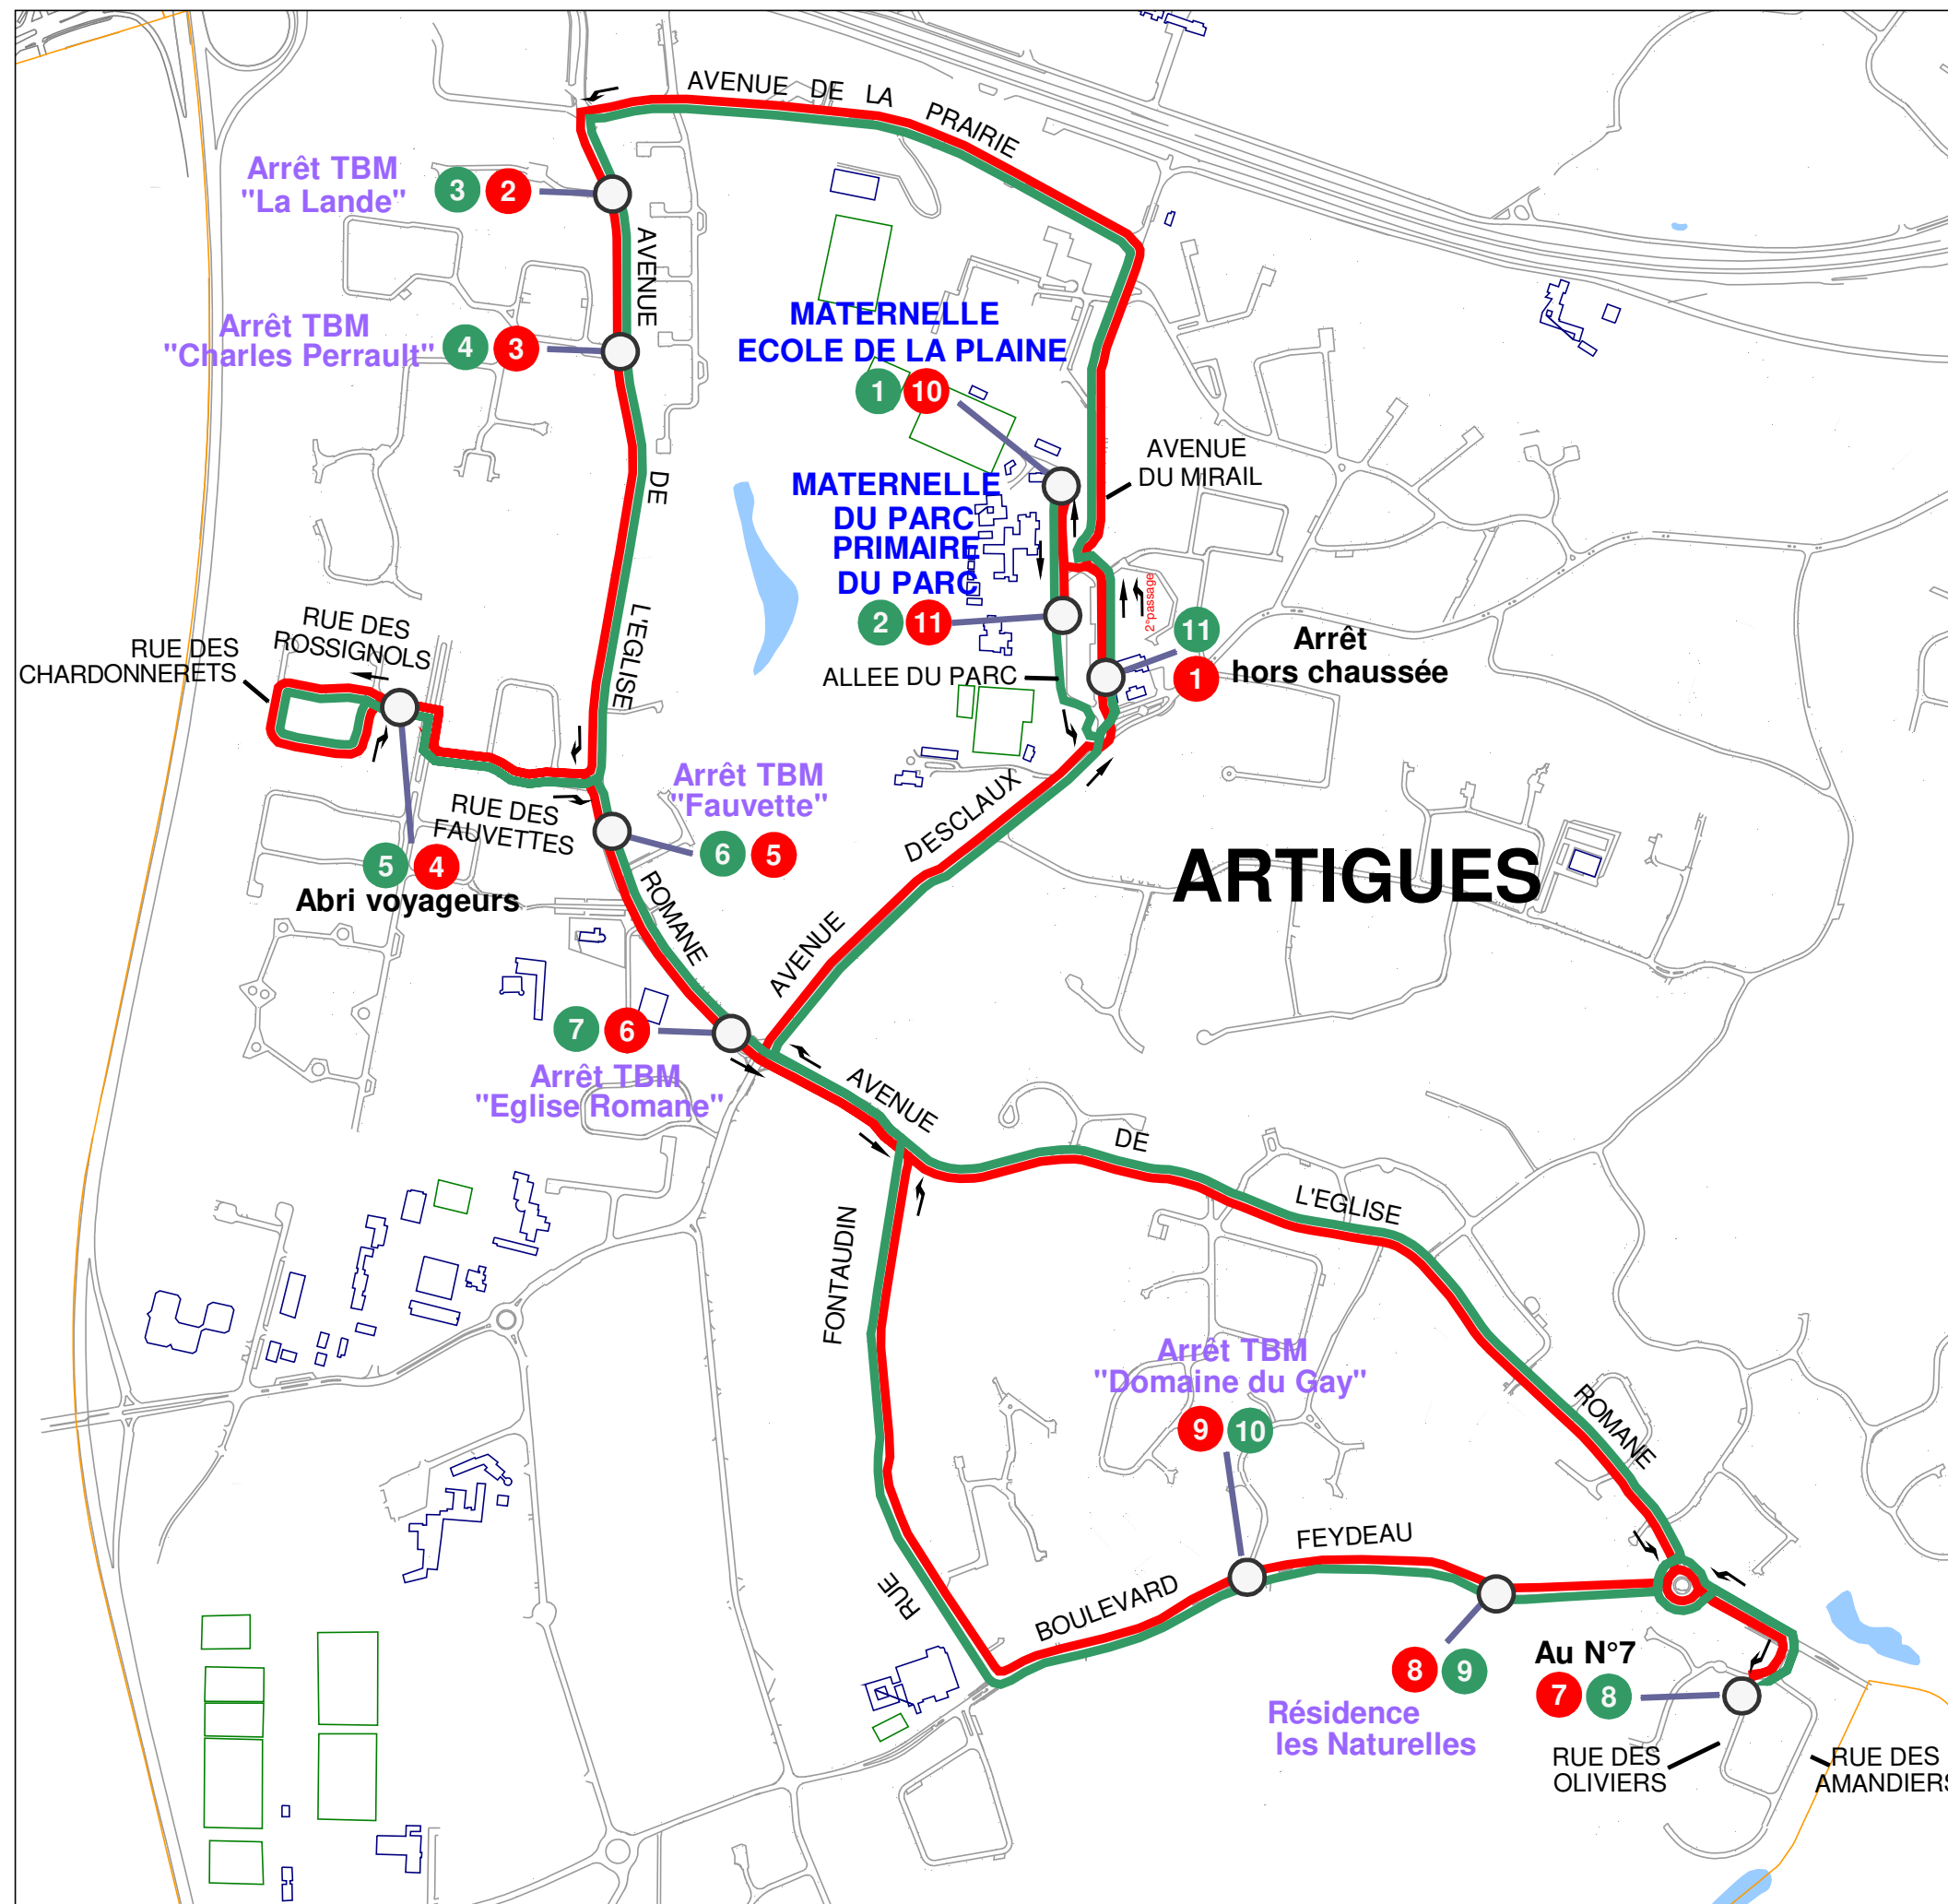 AVENUE DE LA PRAIRIE
Arrêt TBM
"La Lande"
3 2
AVENUE
Arrêt TBM
"Charles Perrault"
4 3
MATERNELLE
ECOLE DE LA PLAINE
1 10
AVENUE
DU MIRAIL
DE
MATERNELLE
DU PARC
PRIMAIRE
DU PARC
2 11
2°passage
11
1
Arrêt
hors chaussée
ALLEE DU PARC
L'EGLISE
RUE DES
ROSSIGNOLS
RUE DES
CHARDONNERETS
RUE DES
FAUVETTES
Arrêt TBM
"Fauvette"
6 5
5 4
Abri voyageurs
DESCLAUX
AVENUE
ARTIGUES
ROMANE
7 6
Arrêt TBM
"Eglise Romane"
AVENUE
DE
L'EGLISE
ROMANE
FONTAUDIN
RUE
Arrêt TBM
"Domaine du Gay"
9 10
FEYDEAU
BOULEVARD
8 9
Résidence
les Naturelles
Au N°7
7 8
RUE DES
OLIVIERS
RUE DES
AMANDIERS